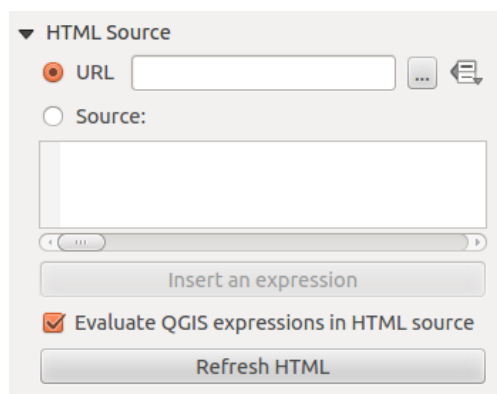 HTML Source
URL ...
Source:
Insert an expression
Evaluate QGIS expressions in HTML source
Refresh HTML